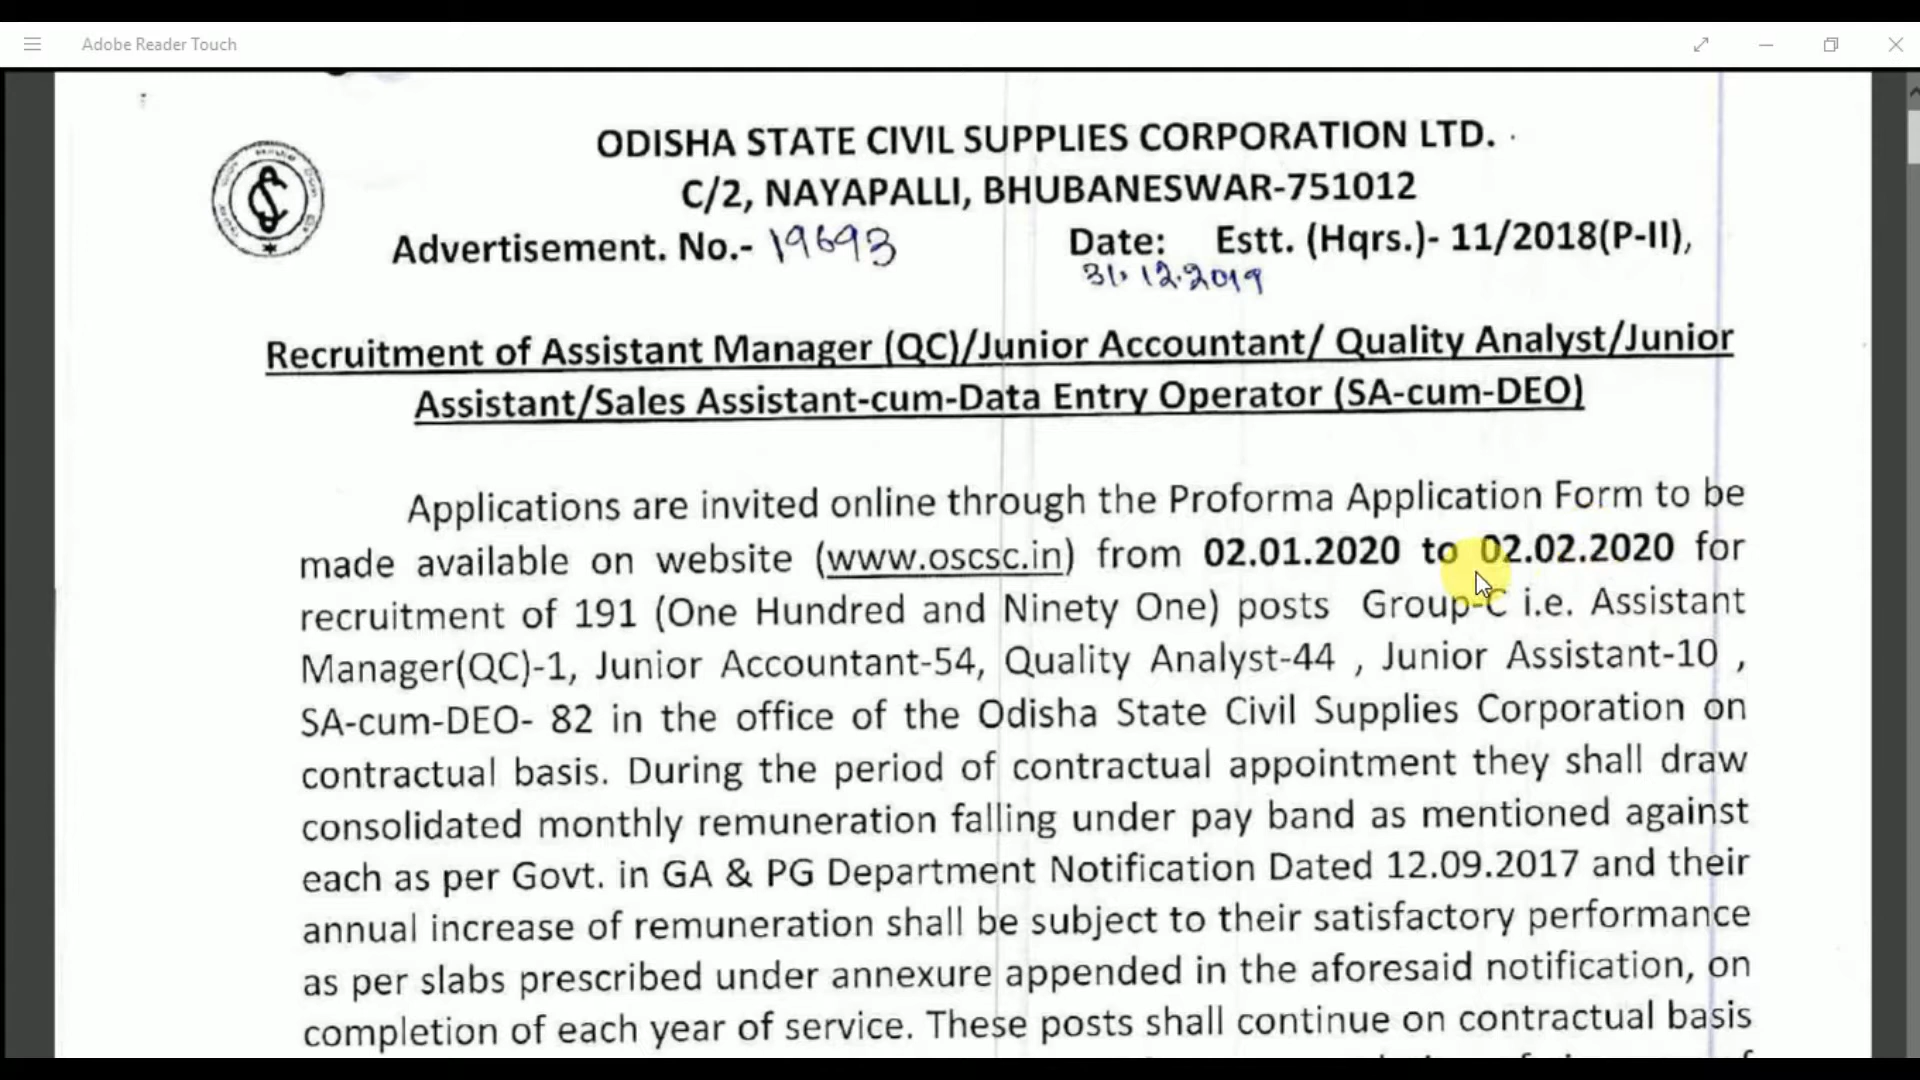 Adobe Reader Touch
ODISHA STATE CIVIL SUPPLIES CORPORATION LTD.
C/2, NAYAPALLI, BHUBANESWAR-751012
Advertisement. No.- 19693 Date: Estt. (Hqrs.)- 11/2018(P-II),
31.12.2019
Recruitment of Assistant Manager (QC)/Junior Accountant/ Quality Analyst/Junior
Assistant/Sales Assistant-cum-Data Entry Operator (SA-cum-DEO)
Applications are invited online through the Proforma Application Form to be
made available on website (www.oscsc.in) from 02.01.2020 to 02.02.2020 for
recruitment of 191 (One Hundred and Ninety One) posts Group-C i.e. Assistant
Manager(QC)-1, Junior Accountant-54, Quality Analyst-44 , Junior Assistant-10 ,
SA-cum-DEO- 82 in the office of the Odisha State Civil Supplies Corporation on
contractual basis. During the period of contractual appointment they shall draw
consolidated monthly remuneration falling under pay band as mentioned against
each as per Govt. in GA & PG Department Notification Dated 12.09.2017 and their
annual increase of remuneration shall be subject to their satisfactory performance
as per slabs prescribed under annexure appended in the aforesaid notification, on
completion of each year of service. These posts shall continue on contractual basis